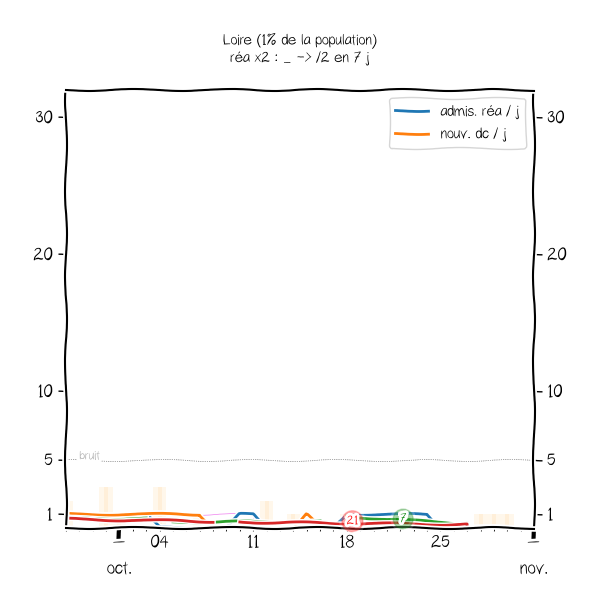 Loire (1% de la population)
réa x2 : _ -> /2 en 7 j
admis. réa / j
nouv. dc / j
30
30
20
20
10
10
5
bruit
5
1
21
7
1
04
11
18
25
oct.
nov.